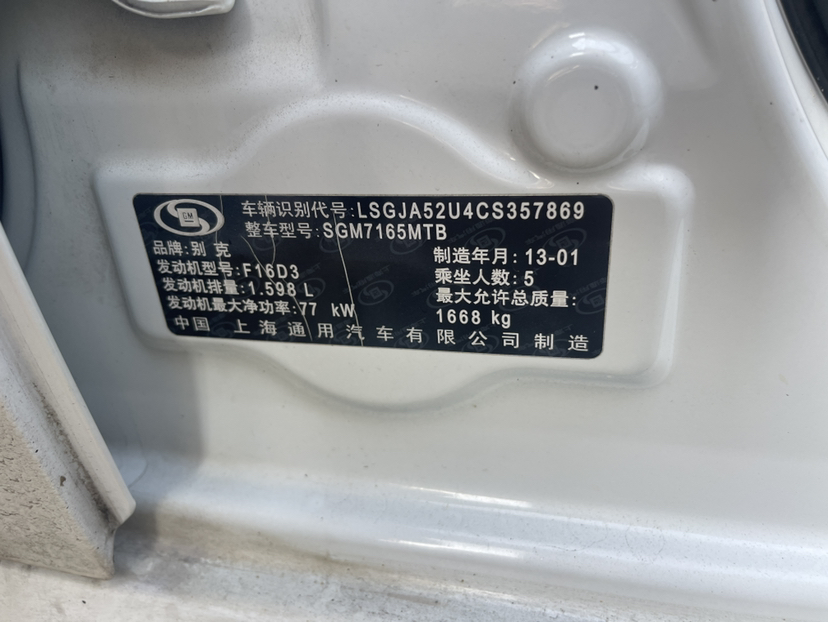 GM
车辆识别代号:LSGJA52U4CS357869
整车型号:SGM7165MTB
品牌:别 克
制造年月:13-01
发动机型号:F16D3
乘坐人数:5
发动机排量:1.598 L
最大允许总质量:
发动机最大净功率:77 kW
1668 kg
中国 上海通用汽车有限公司制造